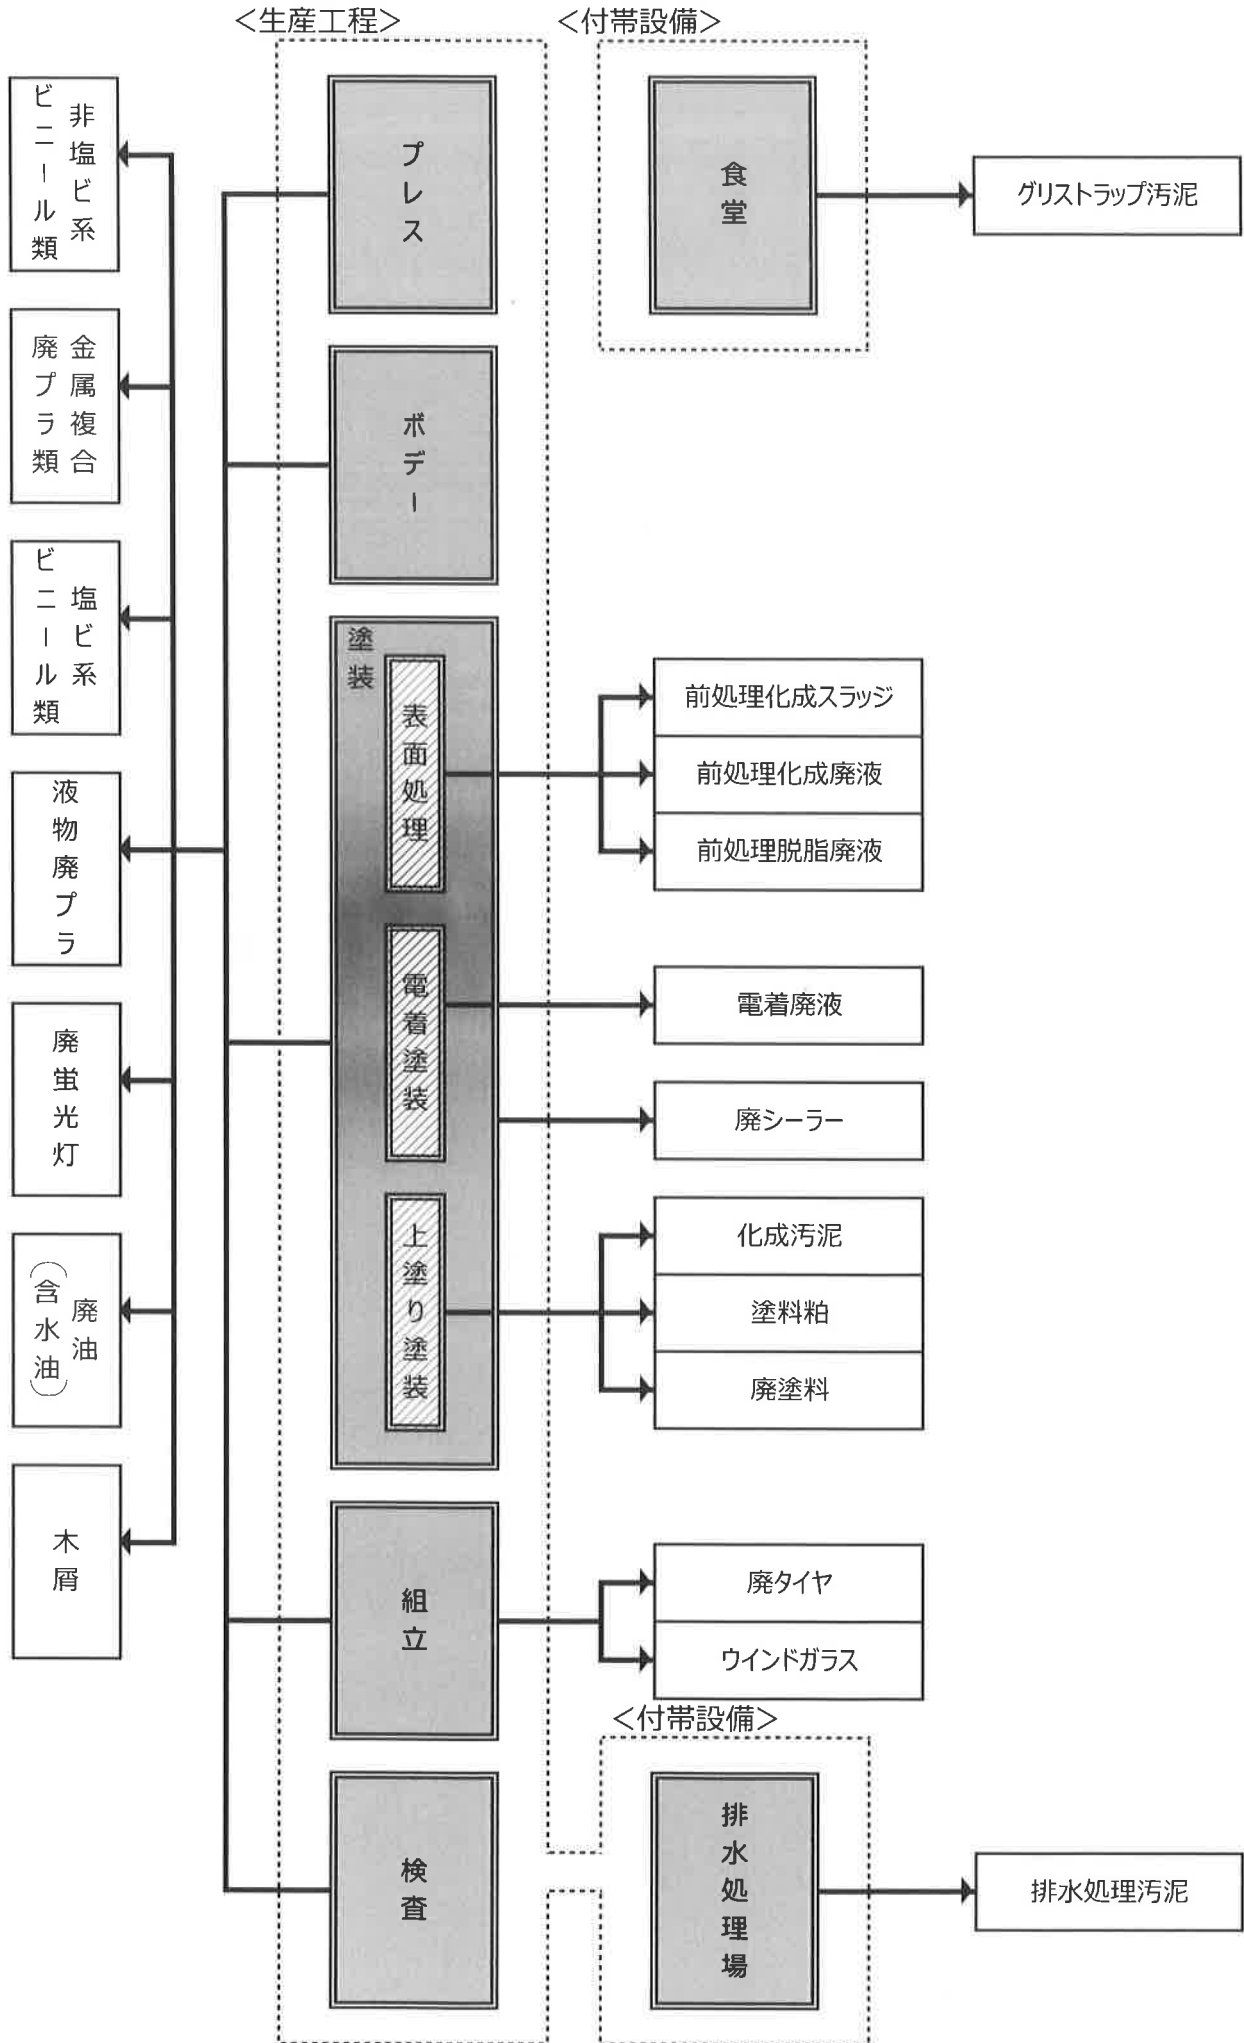 <生産工程>
<付帯設備>
非塩ビ系
ビニール類
金属複合
廃プラ類
塩ビ系
ビニール類
液物廃プラ
廃蛍光灯
廃油
(含水油)
木屑
プレス
ボデー
塗装
表面処理
電着塗装
上塗り塗装
組立
検査
食堂
グリストラップ汚泥
前処理化成スラッジ
前処理化成廃液
前処理脱脂廃液
電着廃液
廃シーラー
化成汚泥
塗料粕
廃塗料
廃タイヤ
ウインドガラス
<付帯設備>
排水処理場
排水処理汚泥